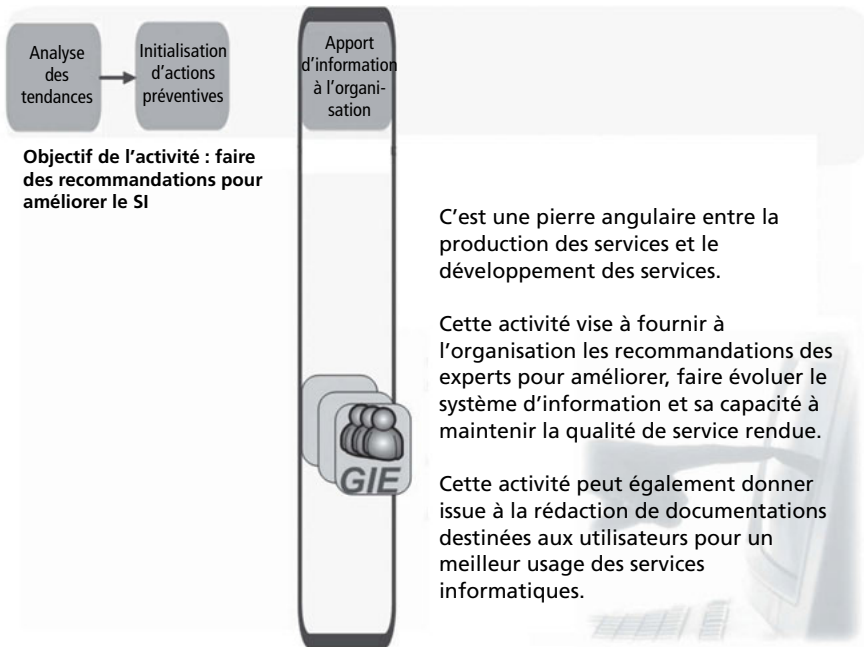 Analyse
des
tendances
Initialisation
d'actions
préventives
Apport
d'information
à l'organi-
sation
Objectif de l'activité : faire
des recommandations pour
améliorer le SI
C'est une pierre angulaire entre la
production des services et le
développement des services.
Cette activité vise à fournir à
l'organisation les recommandations des
experts pour améliorer, faire évoluer le
système d'information et sa capacité à
maintenir la qualité de service rendue.
Cette activité peut également donner
issue à la rédaction de documentations
destinées aux utilisateurs pour un
meilleur usage des services
informatiques.
GIE